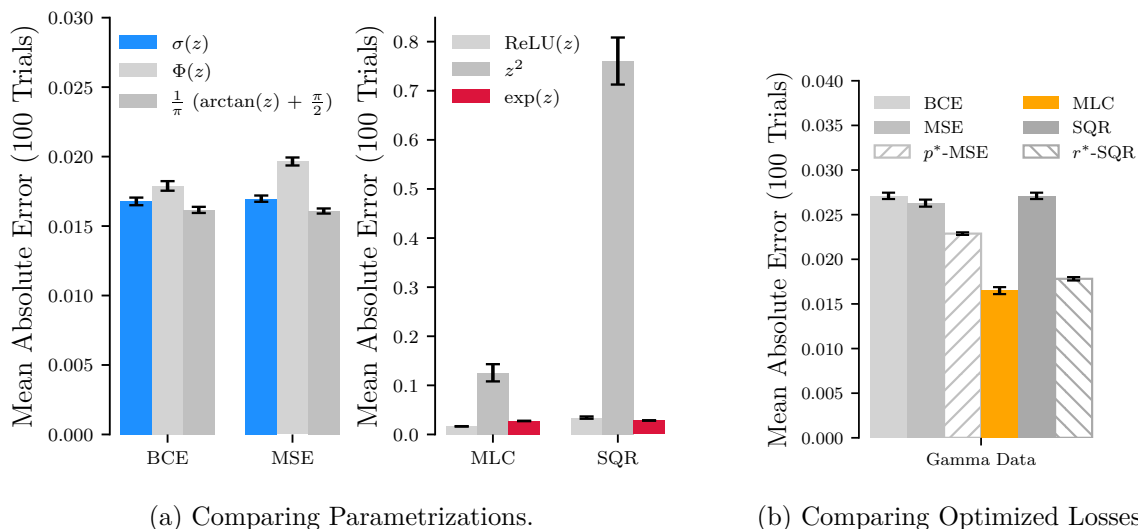 Mean Absolute Error (100 Trials)
0.030
0.025
0.020
0.015
0.010
0.005
0.000
σ(z)
Φ(z)
1/π (arctan(z) + π/2)
BCE
MSE
Mean Absolute Error (100 Trials)
0.8
0.7
0.6
0.5
0.4
0.3
0.2
0.1
0.0
ReLU(z)
z²
exp(z)
MLC
SQR
(a) Comparing Parametrizations.
Mean Absolute Error (100 Trials)
0.040
0.035
0.030
0.025
0.020
0.015
0.010
0.005
0.000
BCE
MSE
p*-MSE
MLC
SQR
r*-SQR
Gamma Data
(b) Comparing Optimized Losses